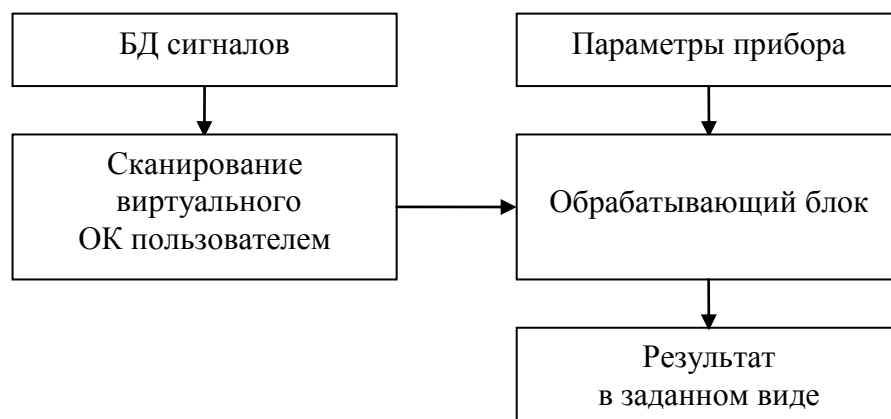 БД сигналов
Параметры прибора
Сканирование
виртуального
ОК пользователем
Обрабатывающий блок
Результат
в заданном виде